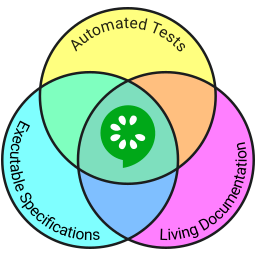 Automated Tests
Executable Specifications
Living Documentation